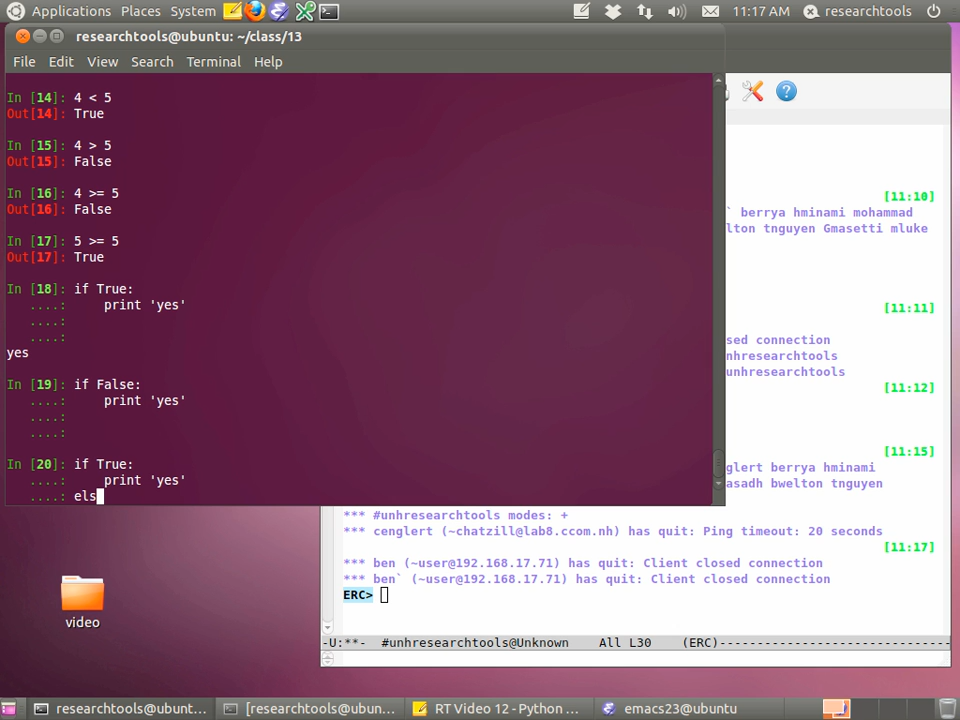 Applications Places System 11:17 AM researchtools
researchtools@ubuntu: ~/class/13
File Edit View Search Terminal Help
In [14]: 4 < 5
Out[14]: True
In [15]: 4 > 5
Out[15]: False
In [16]: 4 >= 5
Out[16]: False
In [17]: 5 >= 5
Out[17]: True
In [18]: if True:
....: print 'yes'
....:
....:
yes
In [19]: if False:
....: print 'yes'
....:
....:
In [20]: if True:
....: print 'yes'
....: els
[11:10]
` berrya hminami mohammad
lton tnguyen Gmasetti mluke
[11:11]
sed connection
nhresearchtools
unhresearchtools
[11:12]
[11:15]
glert berrya hminami
asadh bwelton tnguyen
*** #unhresearchtools modes: +
*** cenglert (~chatzill@lab8.ccom.nh) has quit: Ping timeout: 20 seconds
[11:17]
*** ben (~user@192.168.17.71) has quit: Client closed connection
*** ben` (~user@192.168.17.71) has quit: Client closed connection
ERC>
-U:**- #unhresearchtools@Unknown All L30 (ERC)-----------------------------
video
researchtools@ubunt... [researchtools@ubun... RT Video 12 - Python ... emacs23@ubuntu